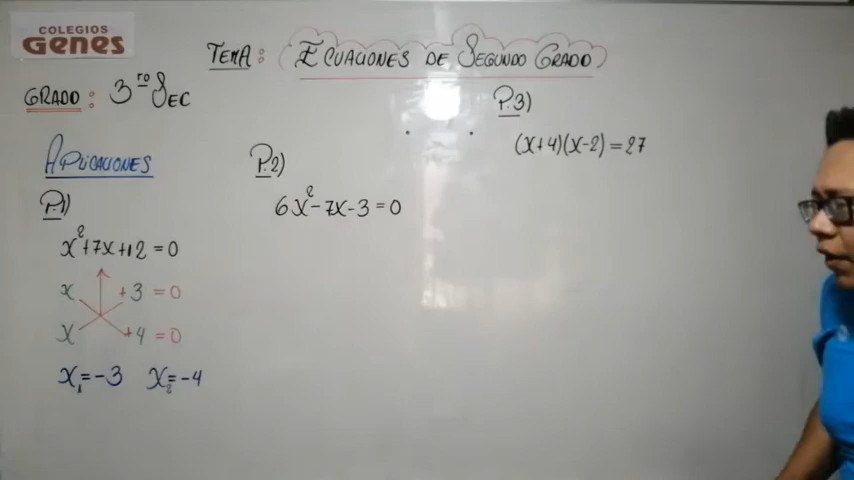 COLEGIOS
Genes
TEMA: (ECUACIONES DE SEGUNDO GRADO)
GRADO: 3ro SEC
APLICACIONES
P.1)
x²+7x+12=0
x +3=0
x +4=0
x₁=-3 x₂=-4
P.2)
6x²-7x-3=0
P.3)
(x+4)(x-2)=27